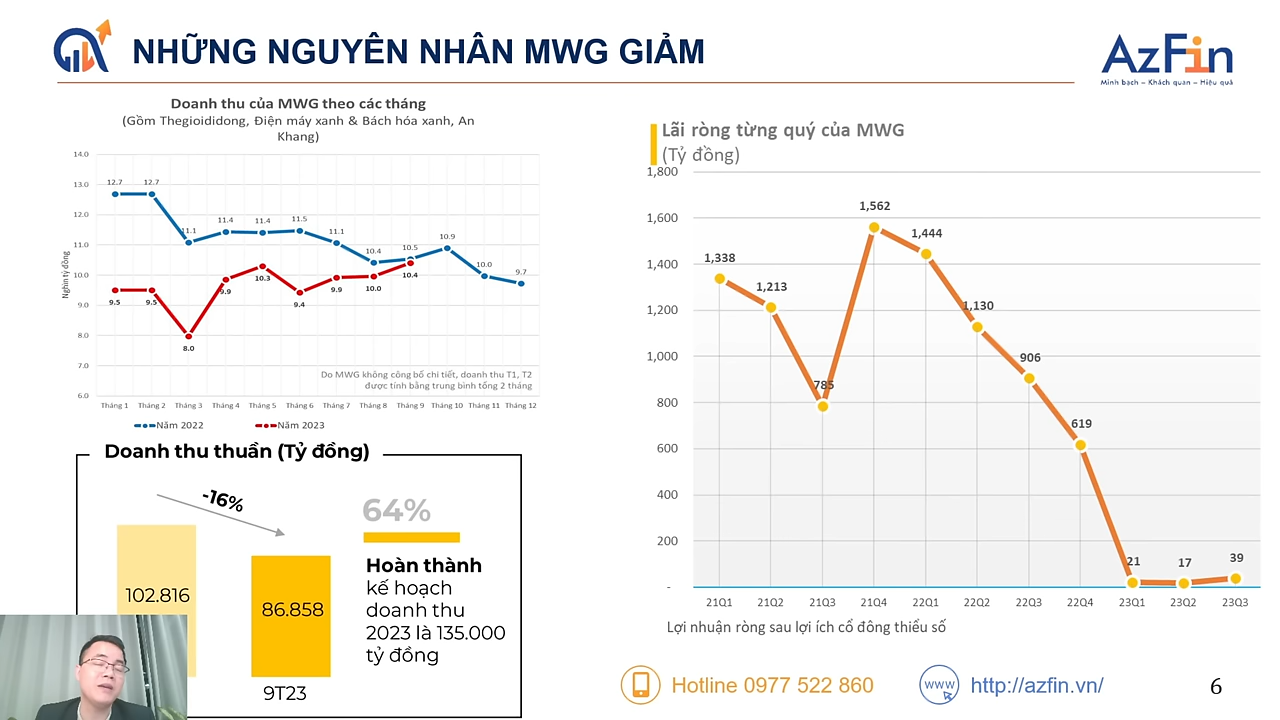 NHỮNG NGUYÊN NHÂN MWG GIẢM
AzFin
Minh bạch – Khách quan – Hiệu quả
Doanh thu của MWG theo các tháng
(Gồm Thegioididong, Điện máy xanh & Bách hóa xanh, An
Khang)
Nghìn tỷ đồng
14.0
13.0
12.0
11.0
10.0
9.0
8.0
7.0
6.0
12.7 12.7 11.1 11.4 11.4 11.5 11.1 10.4 10.5 10.9 10.0 9.7
9.5 9.5 8.0 9.9 10.3 9.4 9.9 10.0 10.4
Do MWG không công bố chi tiết, doanh thu T1, T2
được tính bằng trung bình tổng 2 tháng
Tháng 1 Tháng 2 Tháng 3 Tháng 4 Tháng 5 Tháng 6 Tháng 7 Tháng 8 Tháng 9 Tháng 10 Tháng 11 Tháng 12
Năm 2022 Năm 2023
Doanh thu thuần (Tỷ đồng)
-16%
102.816
86.858
9T23
64%
Hoàn thành
kế hoạch
doanh thu
2023 là 135.000
tỷ đồng
Lãi ròng từng quý của MWG
(Tỷ đồng)
1,800
1,600
1,400
1,200
1,000
800
600
400
200
-
1,338 1,213 785 1,562 1,444 1,130 906 619 21 17 39
21Q1 21Q2 21Q3 21Q4 22Q1 22Q2 22Q3 22Q4 23Q1 23Q2 23Q3
Lợi nhuận ròng sau lợi ích cổ đông thiểu số
Hotline 0977 522 860
www
http://azfin.vn/
6